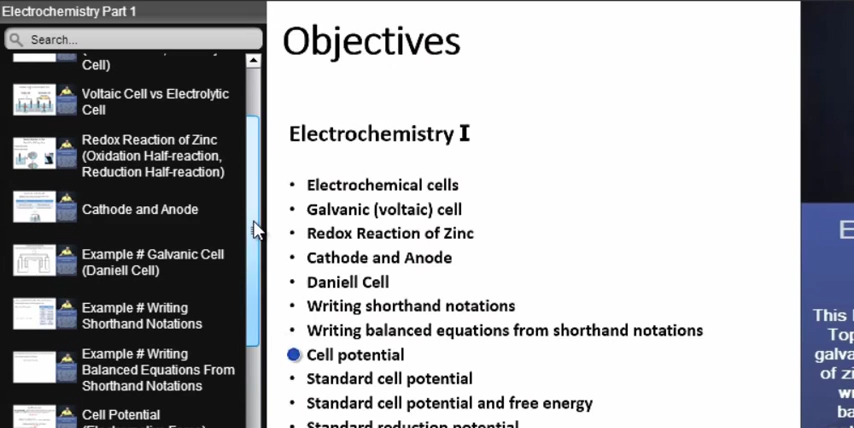 Electrochemistry Part 1
Search...
Cell)
Voltaic Cell vs Electrolytic
Cell
Redox Reaction of Zinc
(Oxidation Half-reaction,
Reduction Half-reaction)
Cathode and Anode
Example # Galvanic Cell
(Daniell Cell)
Example # Writing
Shorthand Notations
Example # Writing
Balanced Equations From
Shorthand Notations
Cell Potential
Objectives
Electrochemistry I
• Electrochemical cells
• Galvanic (voltaic) cell
• Redox Reaction of Zinc
• Cathode and Anode
• Daniell Cell
• Writing shorthand notations
• Writing balanced equations from shorthand notations
Cell potential
• Standard cell potential
• Standard cell potential and free energy
Standard reduction potential
E
This
Top
galva
of zi
w
ba